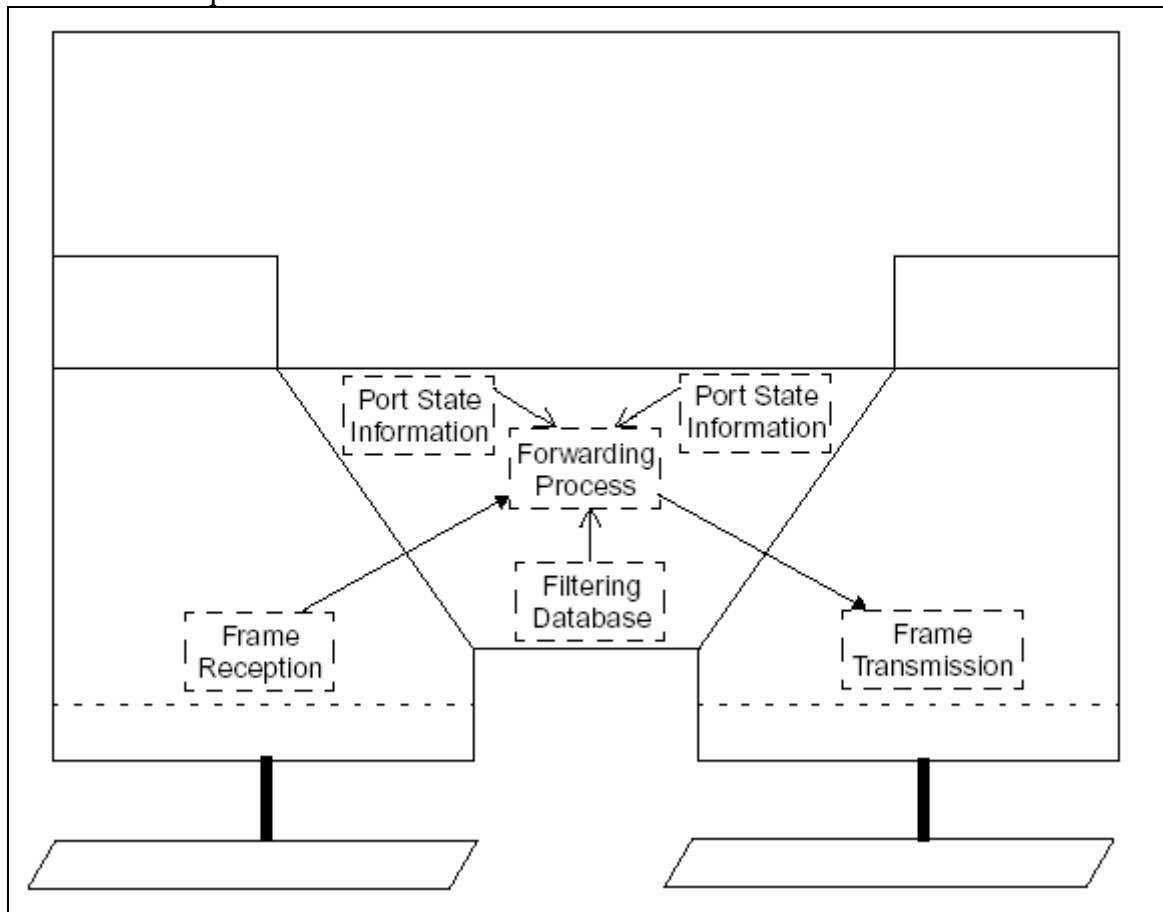 Port State
Information
Port State
Information
Forwarding
Process
Filtering
Database
Frame
Reception
Frame
Transmission